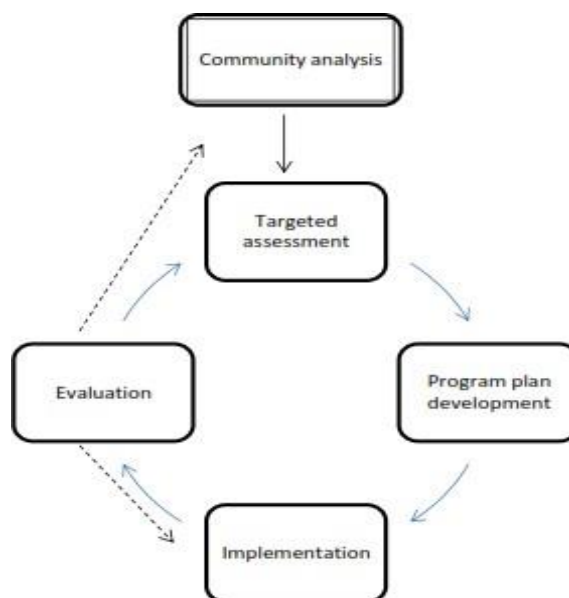 Community analysis
Targeted
assessment
Evaluation
Program plan
development
Implementation